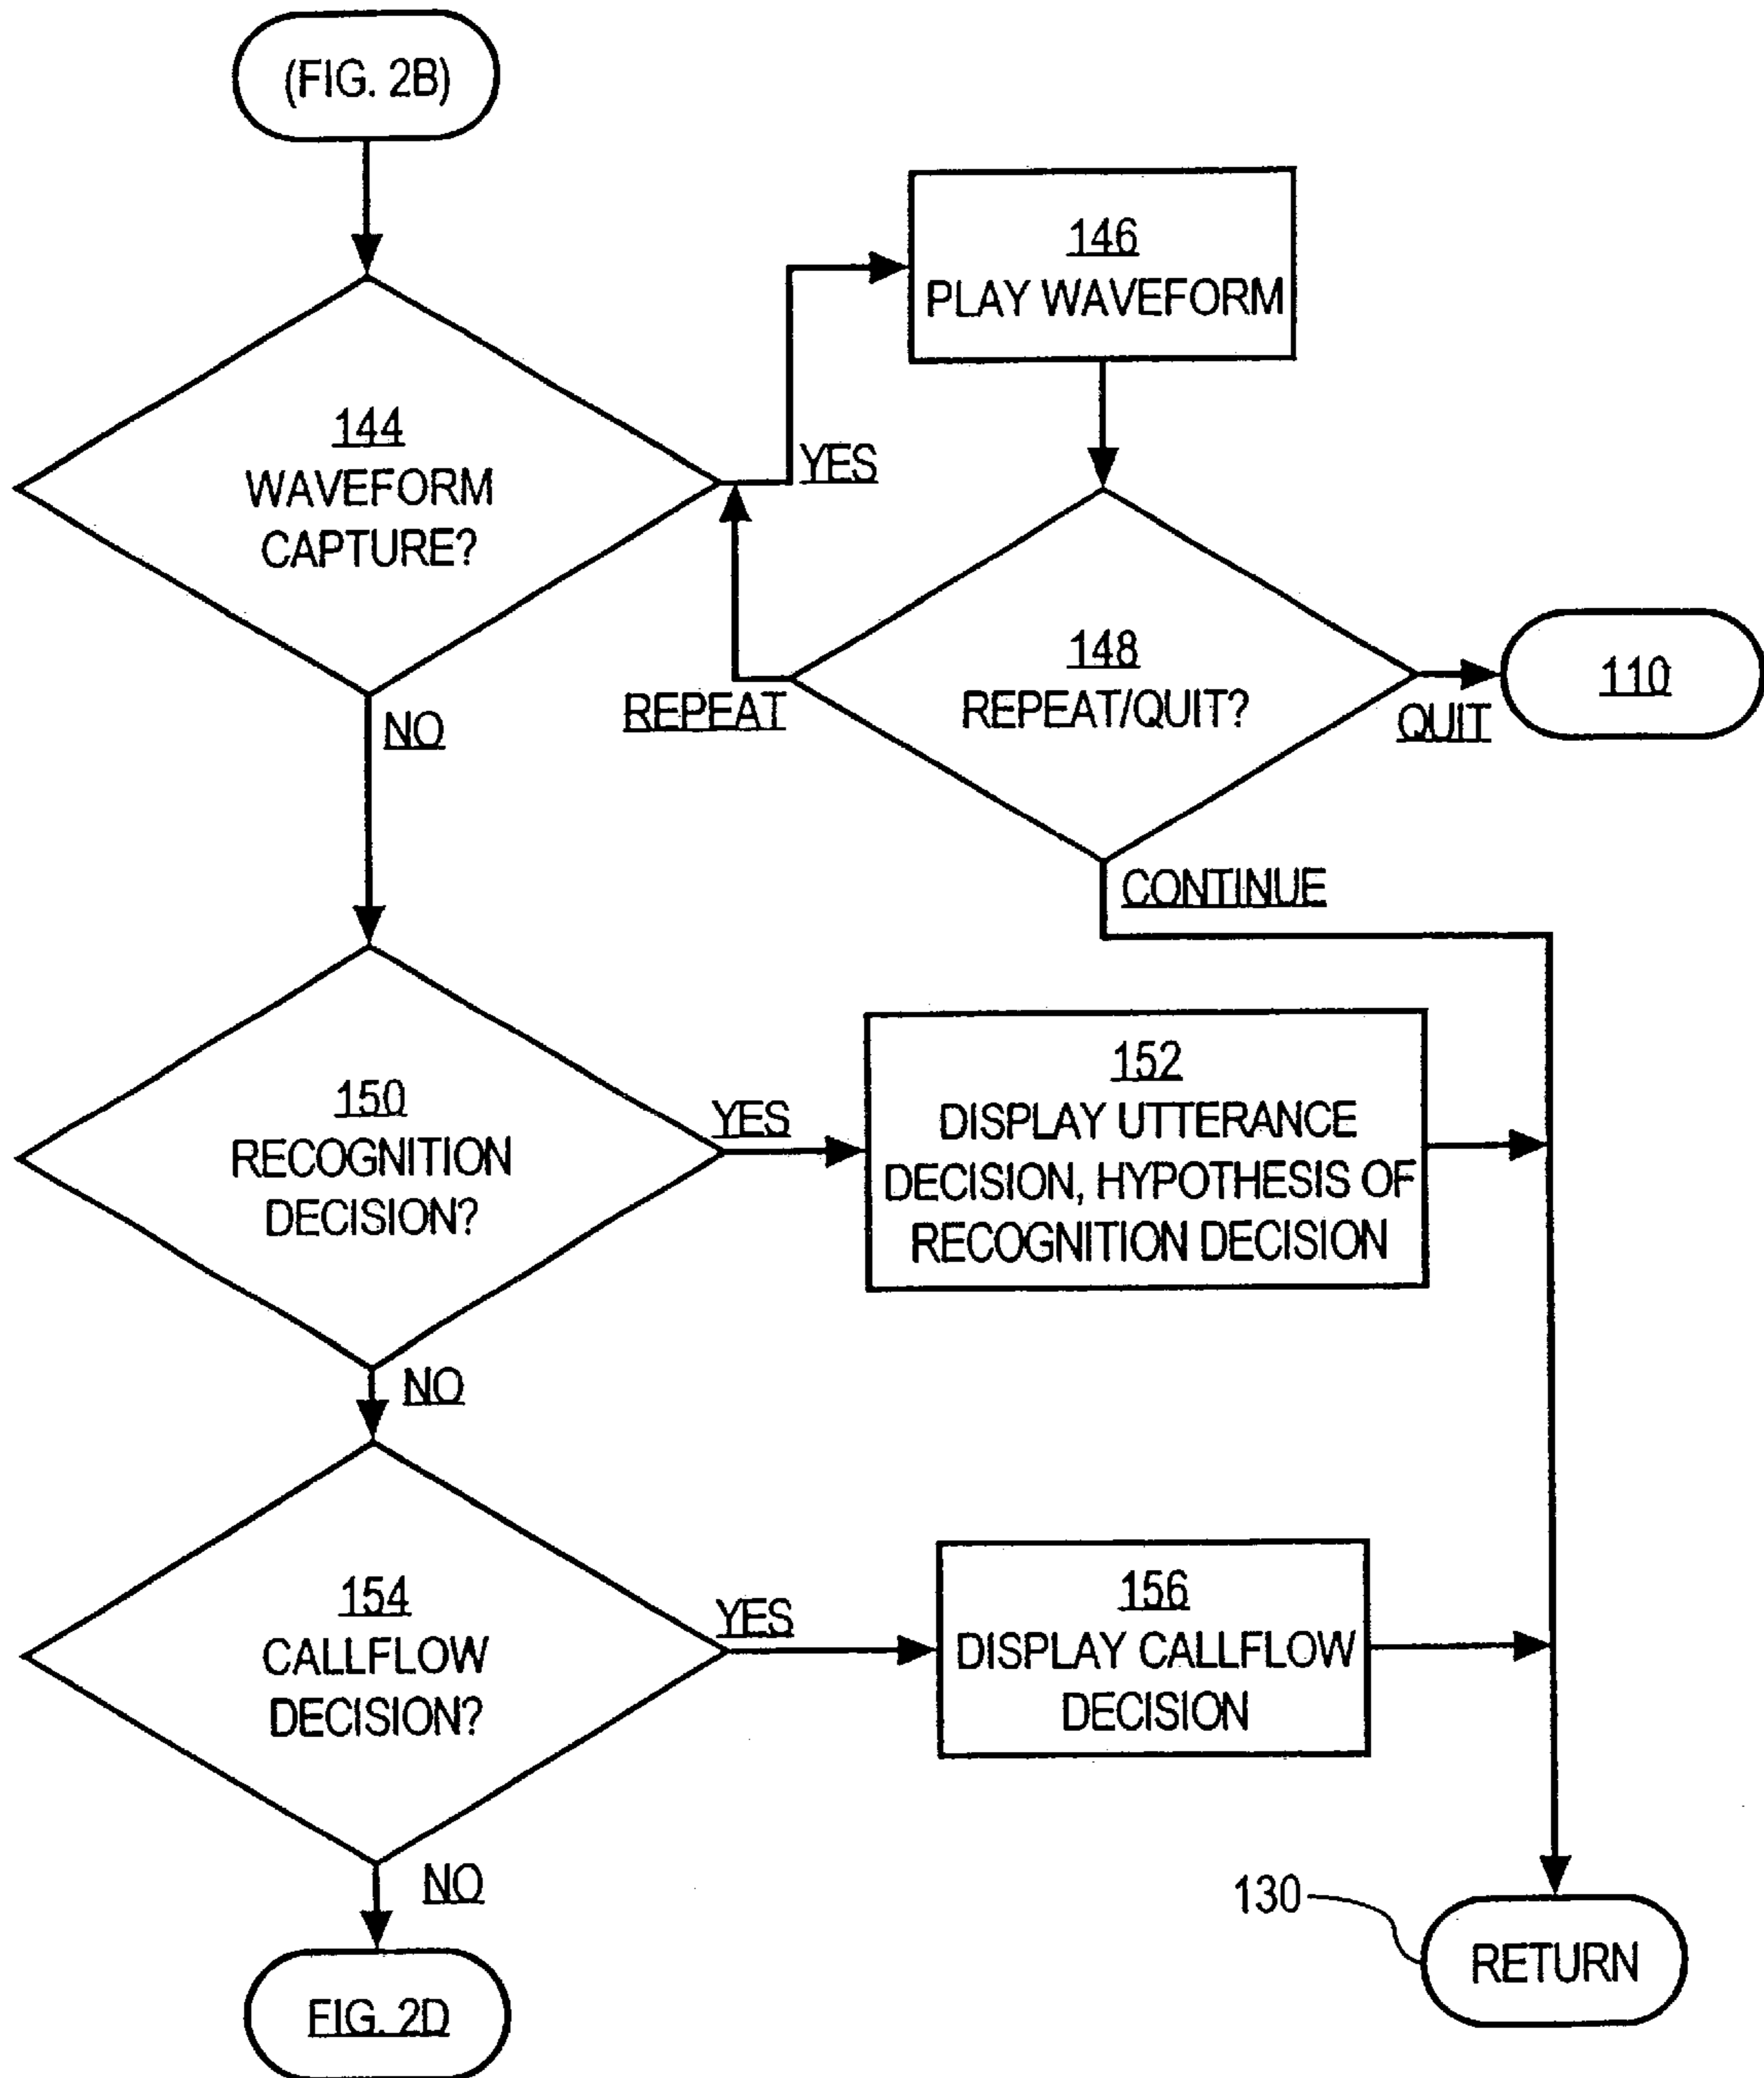 (FIG. 2B)
146
PLAY WAVEFORM
144
WAVEFORM
CAPTURE?
YES
148
REPEAT/QUIT?
REPEAT
QUIT
110
NO
CONTINUE
150
RECOGNITION
DECISION?
YES
152
DISPLAY UTTERANCE
DECISION, HYPOTHESIS OF
RECOGNITION DECISION
NO
154
CALLFLOW
DECISION?
YES
156
DISPLAY CALLFLOW
DECISION
NO
130
RETURN
FIG. 2D